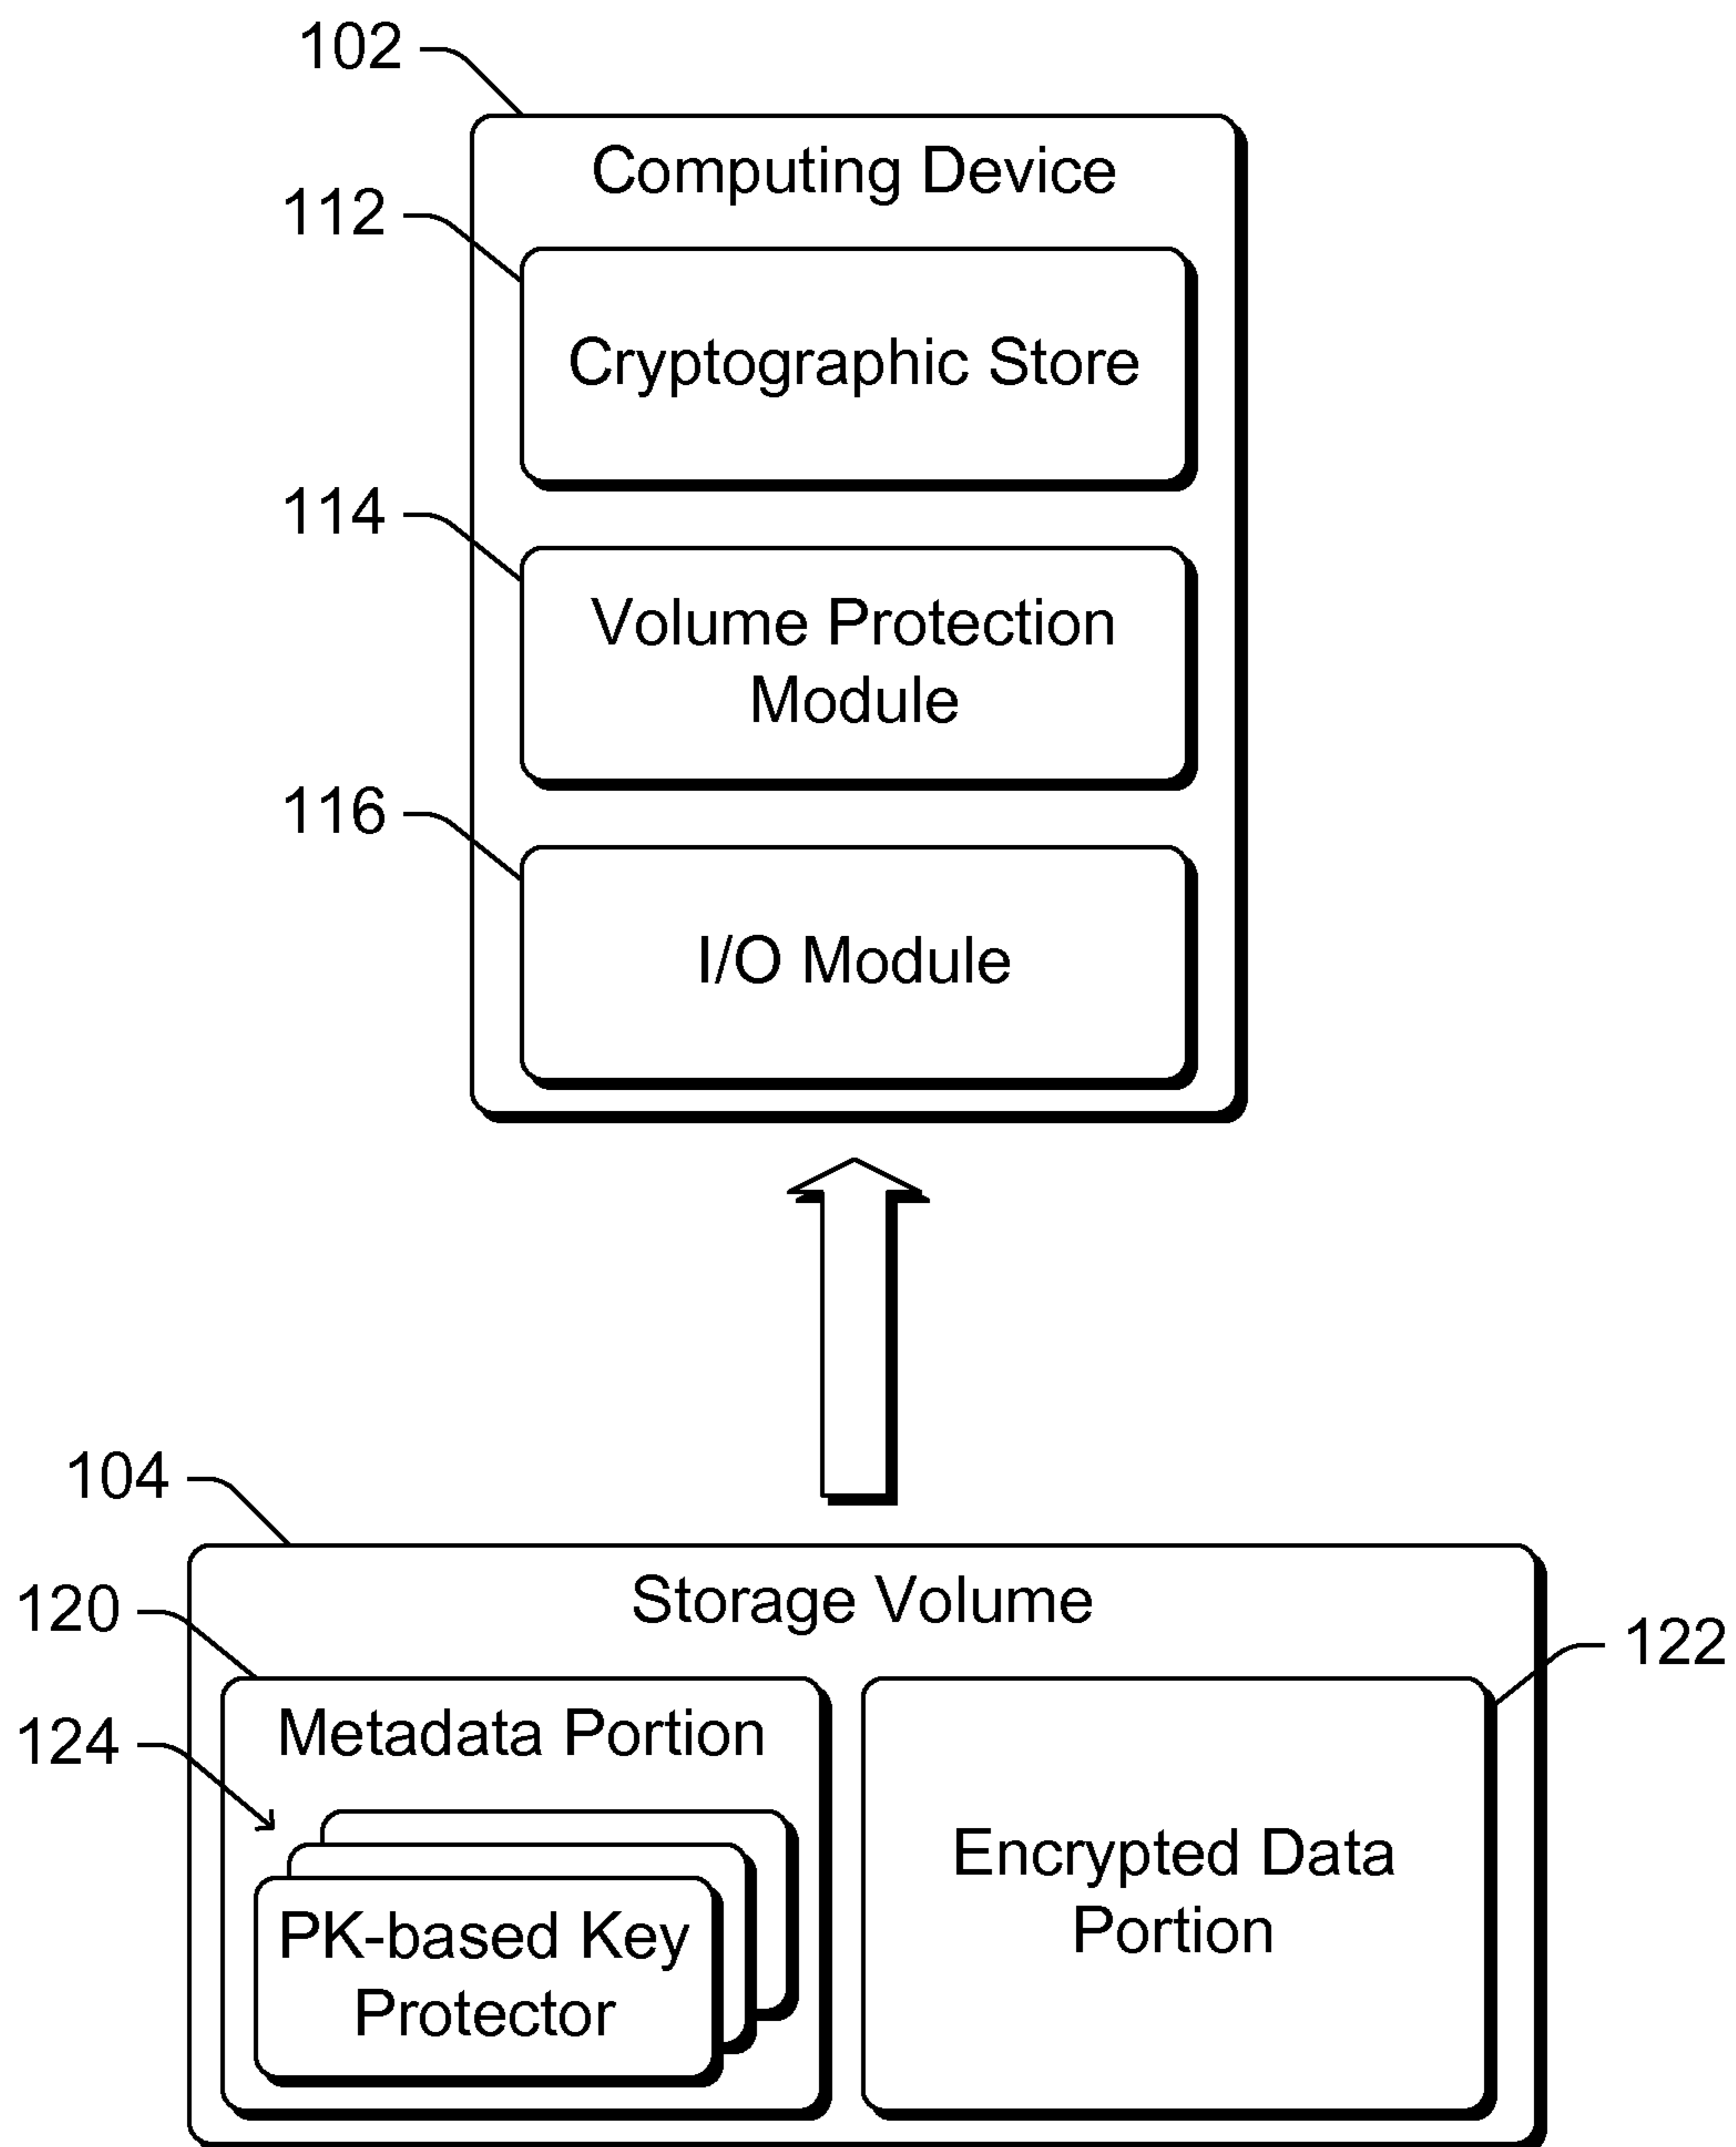 102
Computing Device
112
Cryptographic Store
114
Volume Protection
Module
116
I/O Module
104
Storage Volume
120
122
Metadata Portion
124
Encrypted Data
Portion
PK-based Key
Protector